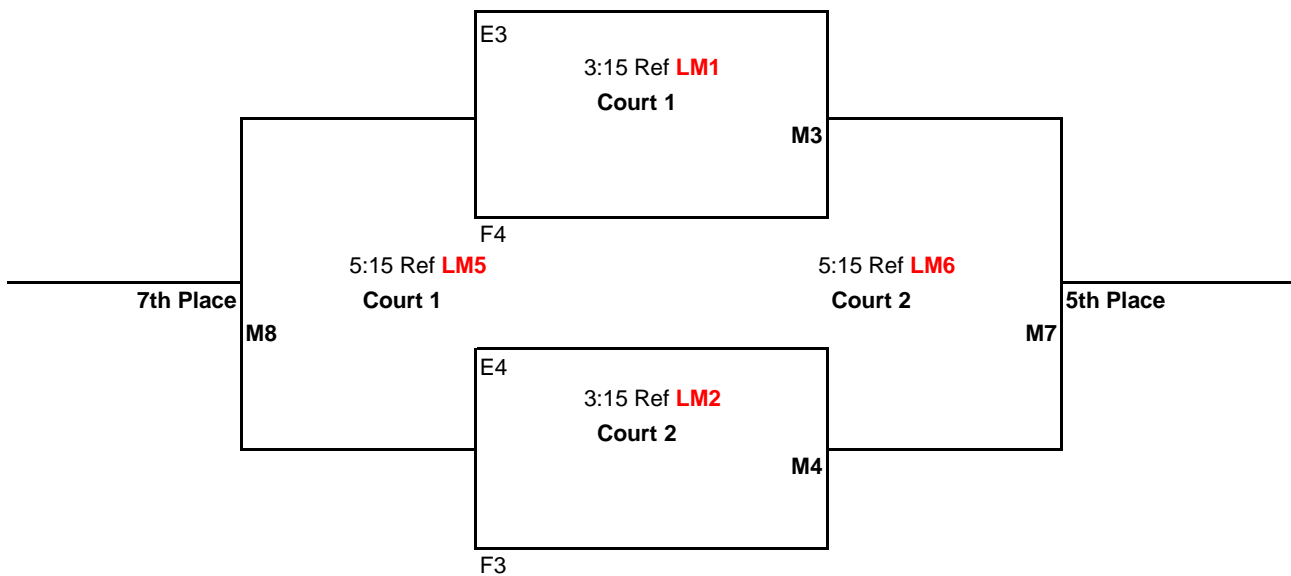 E3
3:15 Ref LM1
Court 1
M3
F4
5:15 Ref LM5
5:15 Ref LM6
7th Place
Court 1
Court 2
5th Place
M8
M7
E4
3:15 Ref LM2
Court 2
M4
F3